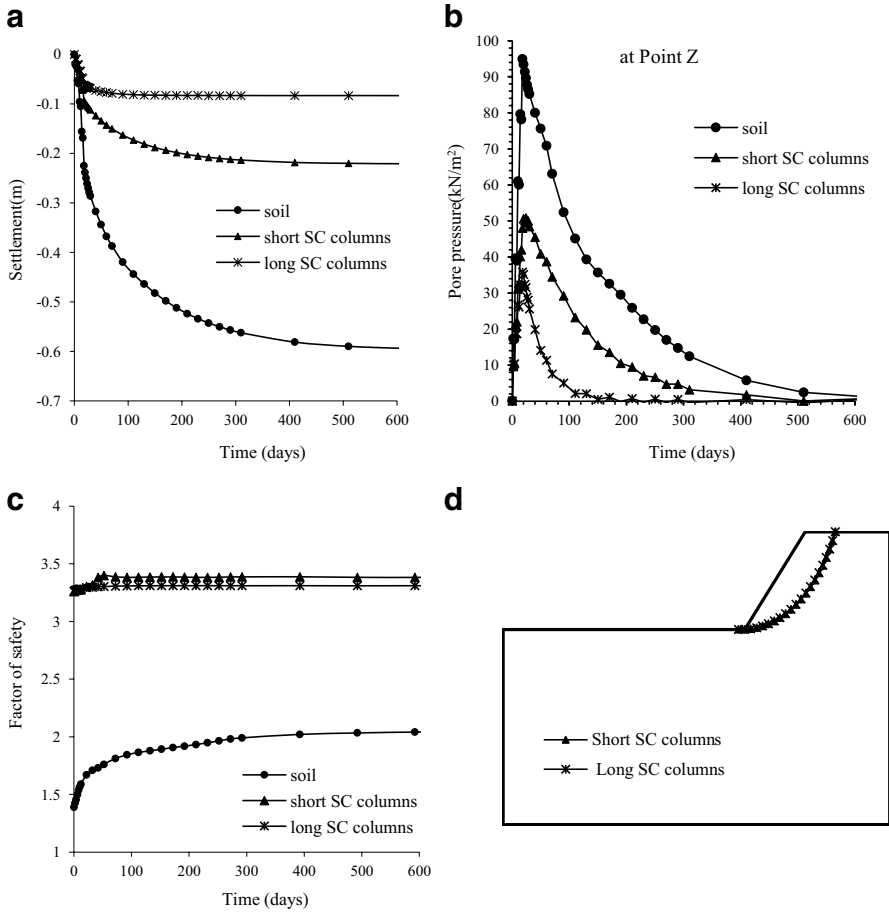 a
0
-0.1
-0.2
-0.3
-0.4
-0.5
-0.6
-0.7
Settlement(m)
soil
short SC columns
long SC columns
0 100 200 300 400 500 600
Time (days)
b
at Point Z
100
90
80
70
60
50
40
30
20
10
0
Pore pressure(kN/m²)
soil
short SC columns
long SC columns
0 100 200 300 400 500 600
Time (days)
c
4
3.5
3
2.5
2
1.5
1
Factor of safety
soil
short SC columns
long SC columns
0 100 200 300 400 500 600
Time (days)
d
Short SC columns
Long SC columns